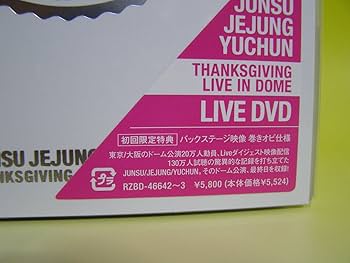 JUNSU
JEJUNG
YUCHUN
THANKSGIVING
LIVE IN DOME
LIVE DVD
初回限定特典 バックステージ映像 巻きオビ仕様
東京/大阪のドーム公演20万人動員、Liveダイジェスト映像配信
130万人試聴の驚異的な記録を打ち立てた
JUNSU/JEJUNG/YUCHUN、そのドーム公演、最終日を収録!
RZBD-46642~3 ¥5,800(本体価格¥5,524)
NSU JEJUNG
NKSGIVING